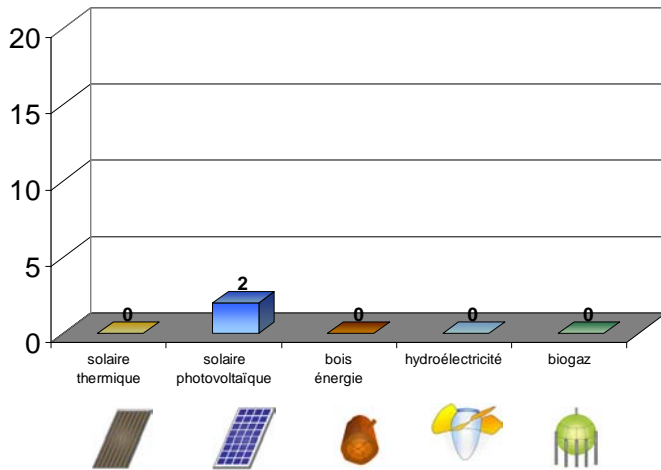 20
15
10
5
0
0
2
0
0
0
solaire thermique
solaire photovoltaïque
bois énergie
hydroélectricité
biogaz